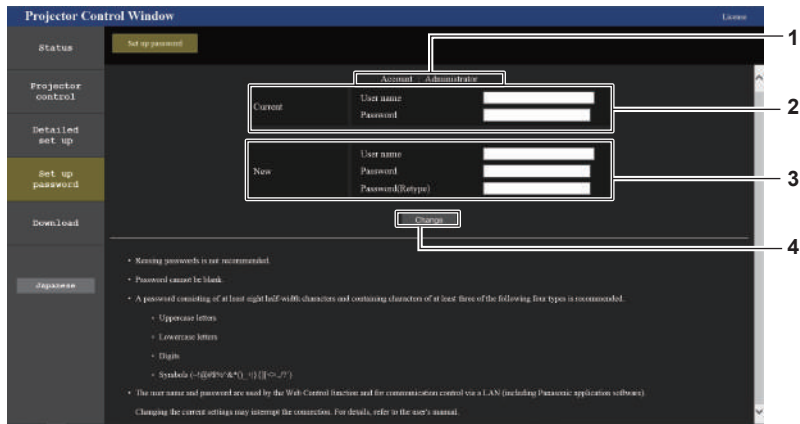 Projector Control Window
License
Status
Set up password
Projector
control
Detailed
set up
Set up
password
Download
Japanese
Account : Administrator
Current
User name
Password
New
User name
Password
Password(Retype)
Change
1
2
3
4
• Reusing passwords is not recommended.
• Password cannot be blank.
• A password consisting of at least eight half-width characters and containing characters of at least three of the following four types is recommended.
• Uppercase letters
• Lowercase letters
• Digits
• Symbols
• The user name and password are used by the Web Control function and for communication control via a LAN (including Panasonic application software).
Changing the current settings may interrupt the connection. For details, refer to the user's manual.